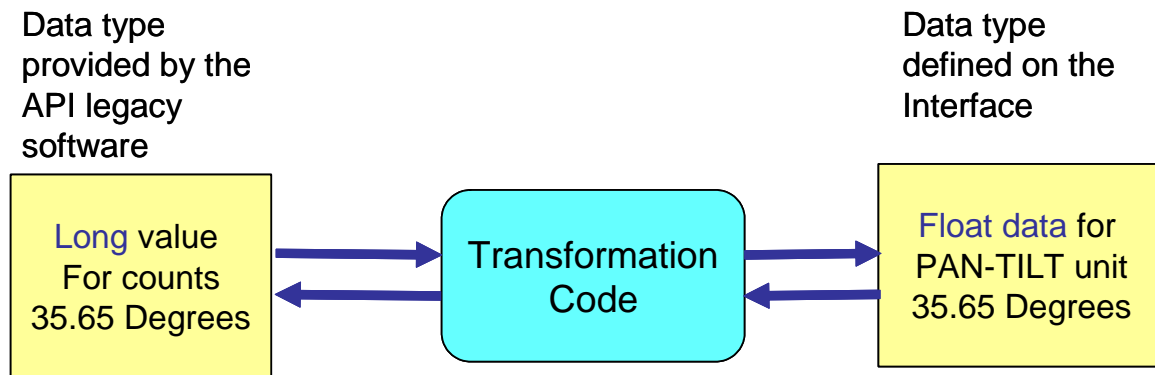 Data type
provided by the
API legacy
software
Data type
defined on the
Interface
Long value
For counts
35.65 Degrees
Transformation
Code
Float data for
PAN-TILT unit
35.65 Degrees